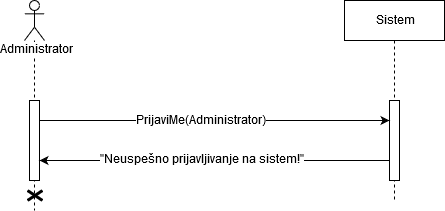 Administrator
Sistem
PrijaviMe(Administrator)
"Neuspešno prijavljivanje na sistem!"